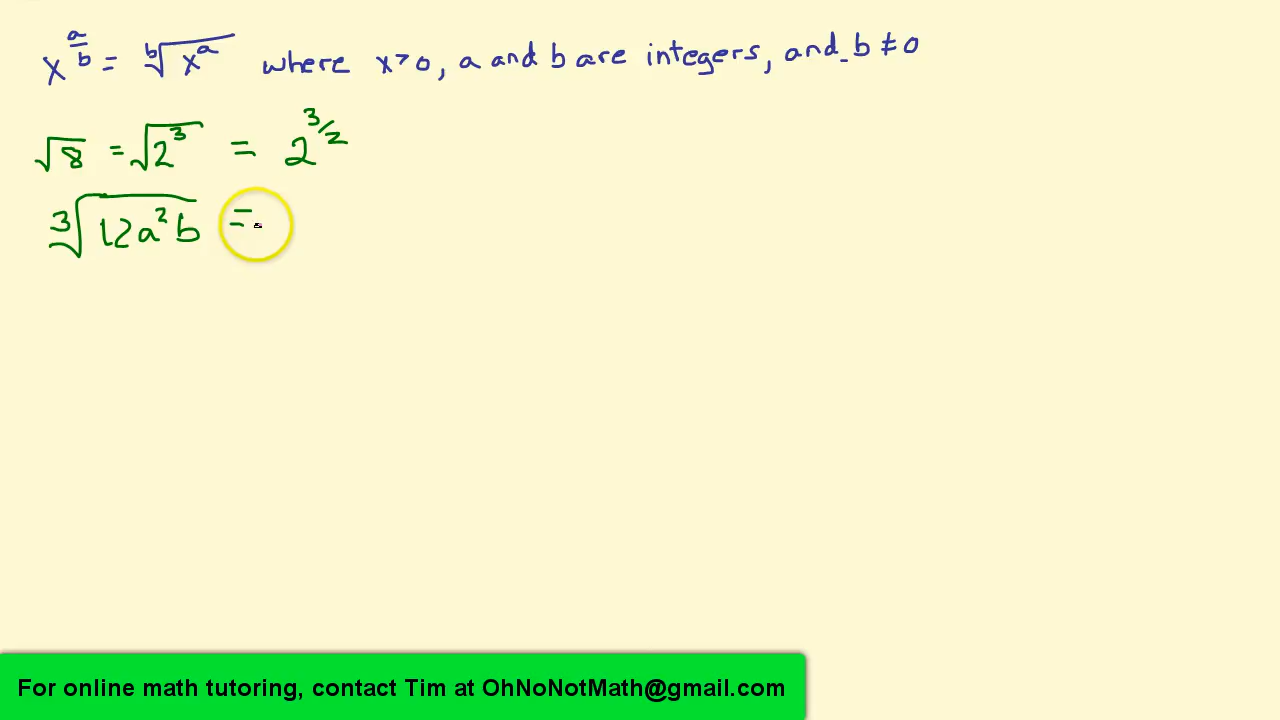 x^(a/b) = ᵇ√(x^a) where x>0, a and b are integers, and b ≠ 0
√8 = √(2³) = 2^(3/2)
³√(12a²b) =
For online math tutoring, contact Tim at OhNoNotMath@gmail.com